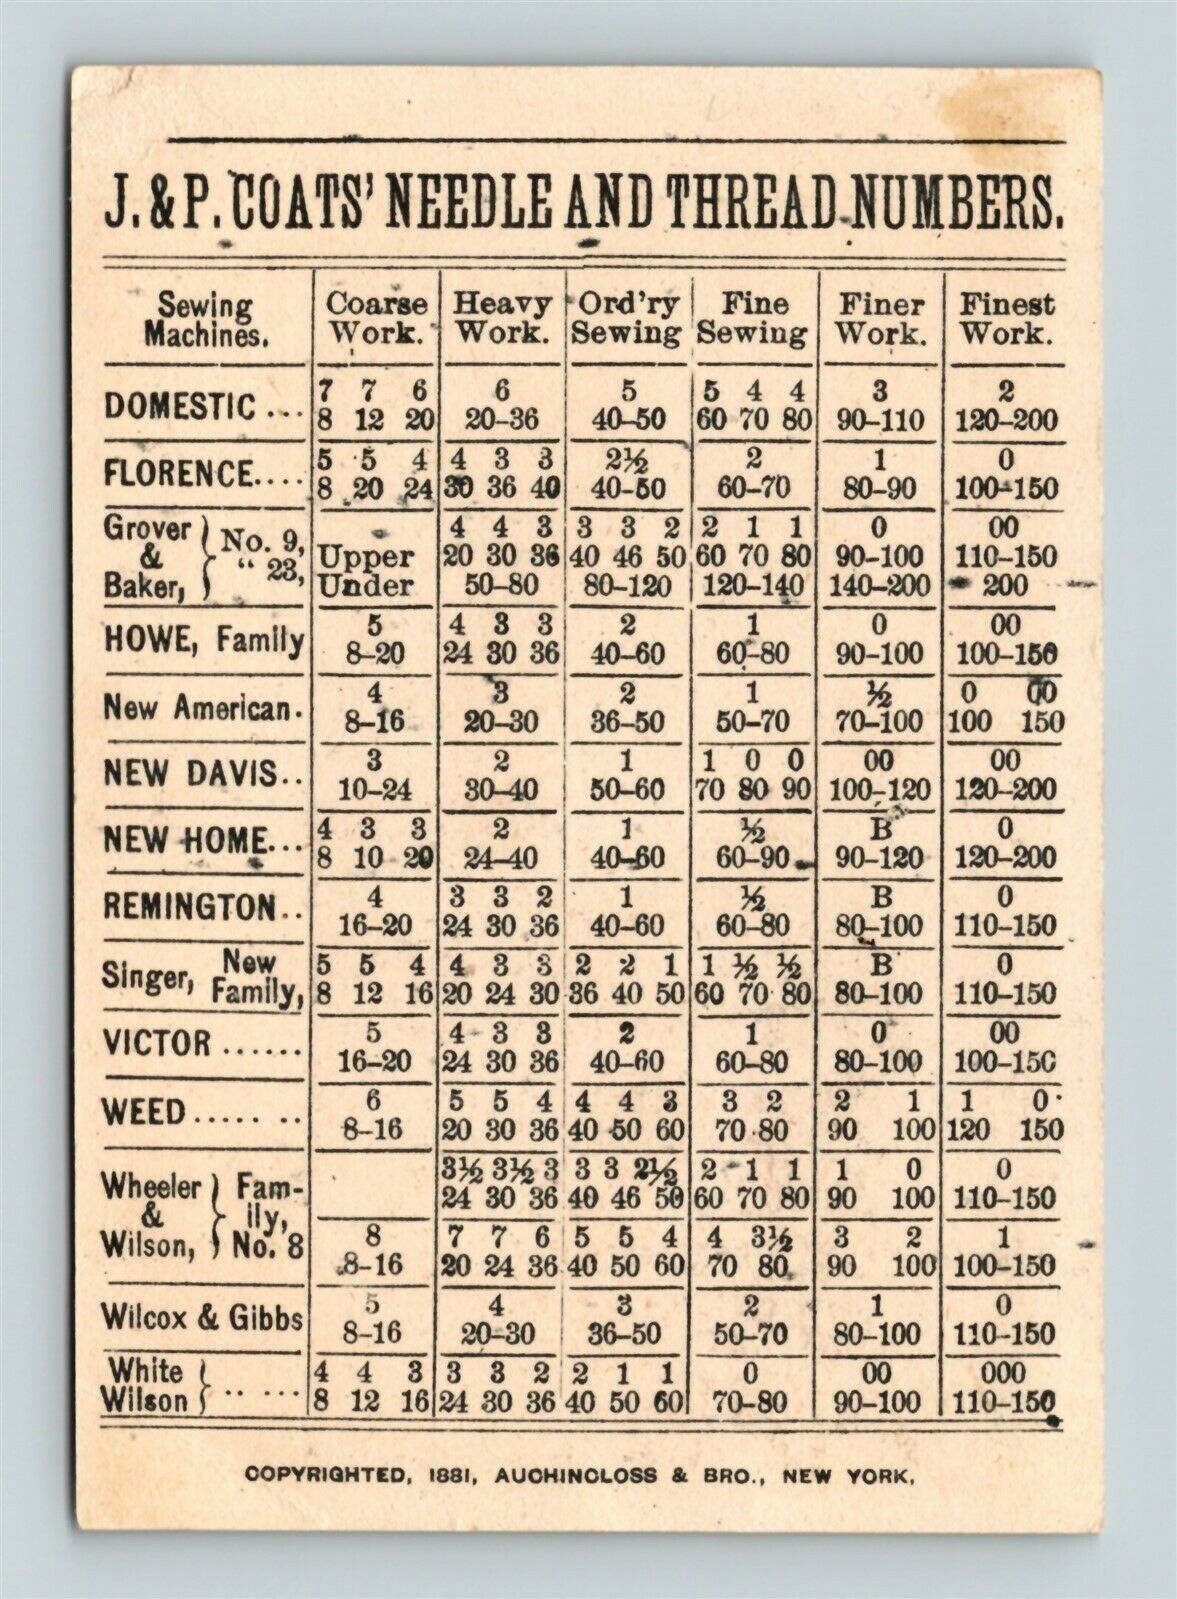 J. & P. COATS' NEEDLE AND THREAD NUMBERS.
Sewing Machines. Coarse Work. Heavy Work. Ord'ry Sewing Fine Sewing Finer Work. Finest Work.
7 7 6 6 5 5 4 4 3 2
DOMESTIC ... 8 12 20 20–36 40–50 60 70 80 90–110 120–200
5 5 4 4 3 3 2½ 2 1 0
FLORENCE.... 8 20 24 30 36 40 40–50 60–70 80–90 100–150
Grover 4 4 3 3 3 2 2 1 1 0 00
& No. 9, Upper 20 30 36 40 46 50 60 70 80 90–100 110–150
Baker, " 23, Under 50–80 80–120 120–140 140–200 200
5 4 3 3 2 1 0 00
HOWE, Family 8–20 24 30 36 40–60 60–80 90–100 100–150
4 3 2 1 ½ 0 00
New American. 8–16 20–30 36–50 50–70 70–100 100 150
3 2 1 1 0 0 00 00
NEW DAVIS.. 10–24 30–40 50–60 70 80 90 100–120 120–200
4 3 3 2 1 ½ B 0
NEW HOME... 8 10 20 24–40 40–60 60–90 90–120 120–200
4 3 3 2 1 ½ B 0
REMINGTON.. 16–20 24 30 36 40–60 60–80 80–100 110–150
Singer, New 5 5 4 4 3 3 2 2 1 1 ½ ½ B 0
Family, 8 12 16 20 24 30 36 40 50 60 70 80 80–100 110–150
5 4 3 3 2 1 0 00
VICTOR ...... 16–20 24 30 36 40–60 60–80 80–100 100–150
6 5 5 4 4 4 3 3 2 2 1 1 0
WEED ..... .. 8–16 20 30 36 40 50 60 70 80 90 100 120 150
3½ 3½ 3 3 3 2½ 2 1 1 1 0 0
Wheeler Fam- 24 30 36 40 46 50 60 70 80 90 100 110–150
& ily, 8 7 7 6 5 5 4 4 3½ 3 2 1
Wilson, No. 8 8–16 20 24 36 40 50 60 70 80 90 100 100–150
5 4 3 2 1 0
Wilcox & Gibbs 8–16 20–30 36–50 50–70 80–100 110–150
White 4 4 3 3 3 2 2 1 1 0 00 000
Wilson .. ... 8 12 16 24 30 36 40 50 60 70–80 90–100 110–150
COPYRIGHTED, 1881, AUCHINCLOSS & BRO., NEW YORK.